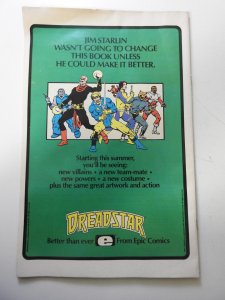 JIM STARLIN
WASN'T GOING TO CHANGE
THIS BOOK UNLESS
HE COULD MAKE IT BETTER.
Starting this summer,
you'll be seeing:
new villains • a new team-mate •
new powers • a new costume •
plus the same great artwork and action
DREADSTAR
Better than ever e From Epic Comics